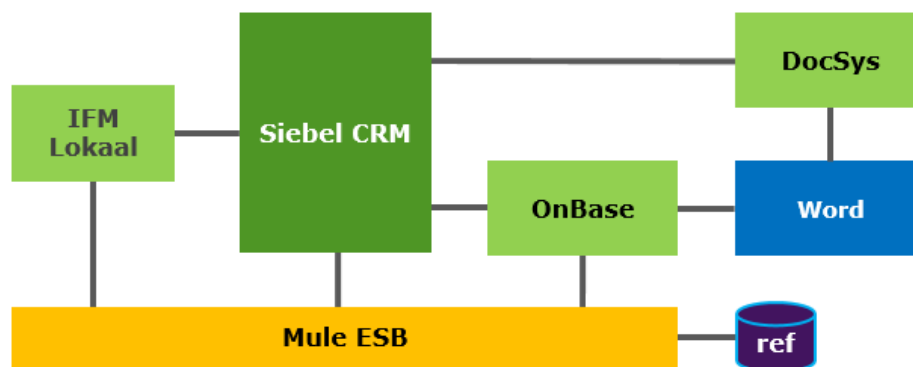 DocSys
IFM
Lokaal
Siebel CRM
OnBase
Word
Mule ESB
ref